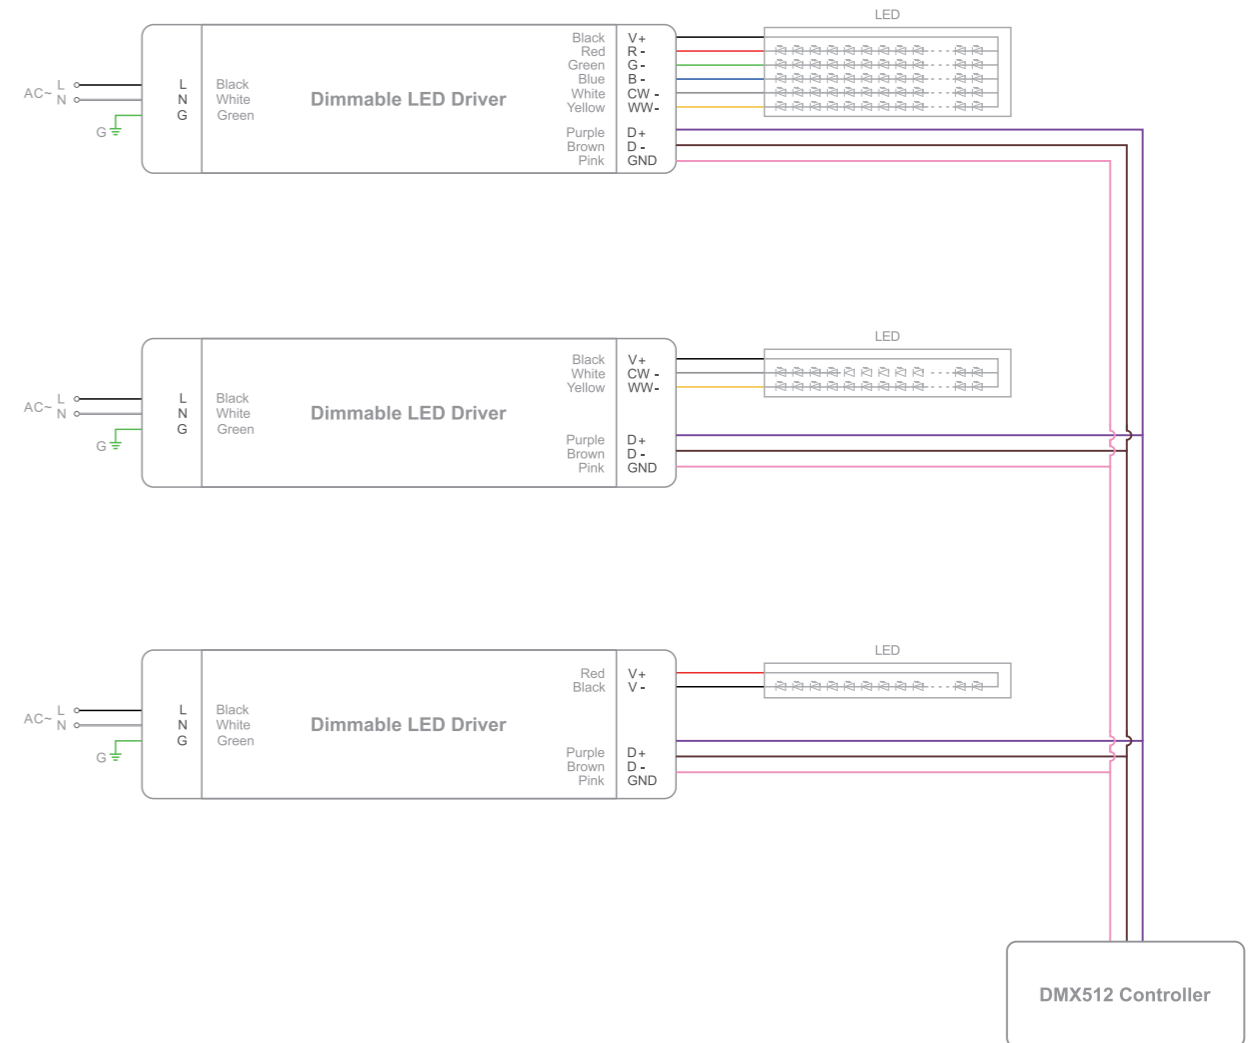 LED
Black V+
Red R -
Green G -
Blue B -
White CW -
Yellow WW-
Purple D+
Brown D -
Pink GND
AC~ L
N
G
L Black
N White
G Green
Dimmable LED Driver
LED
Black V+
White CW -
Yellow WW-
Purple D+
Brown D -
Pink GND
AC~ L
N
G
L Black
N White
G Green
Dimmable LED Driver
LED
Red V+
Black V -
Purple D+
Brown D -
Pink GND
AC~ L
N
G
L Black
N White
G Green
Dimmable LED Driver
DMX512 Controller